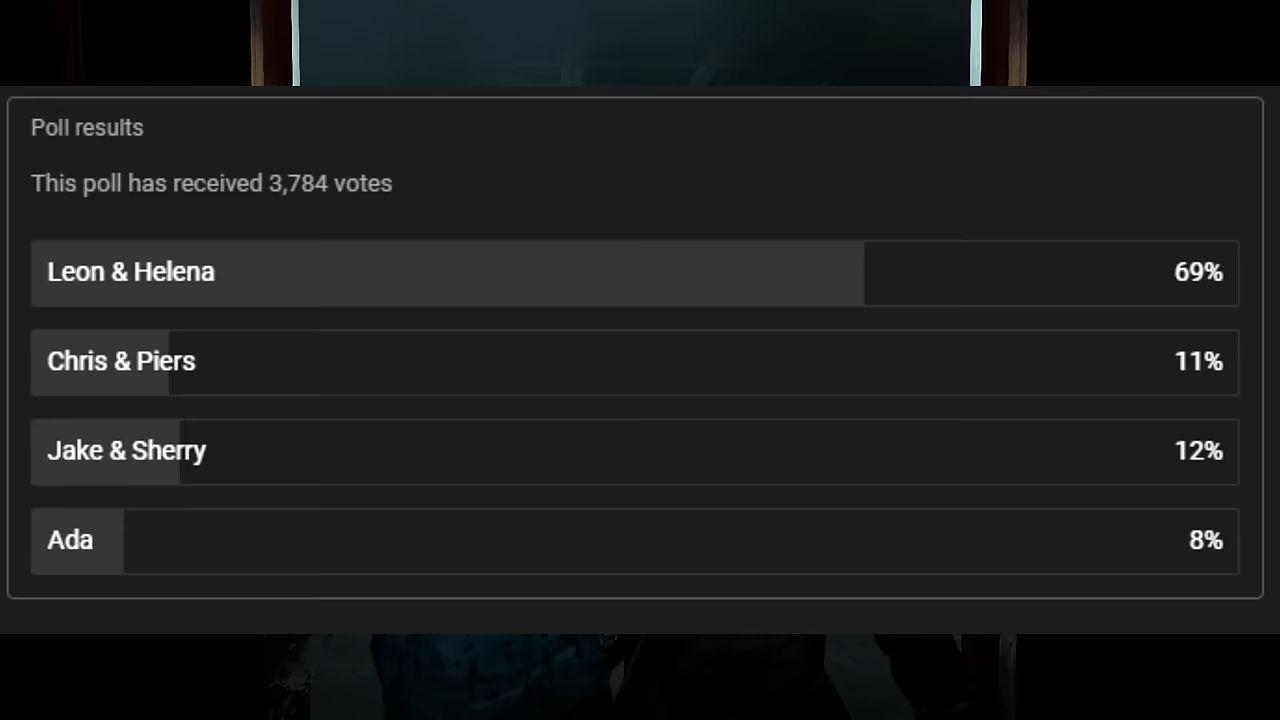 Poll results
This poll has received 3,784 votes
Leon & Helena 69%
Chris & Piers 11%
Jake & Sherry 12%
Ada 8%